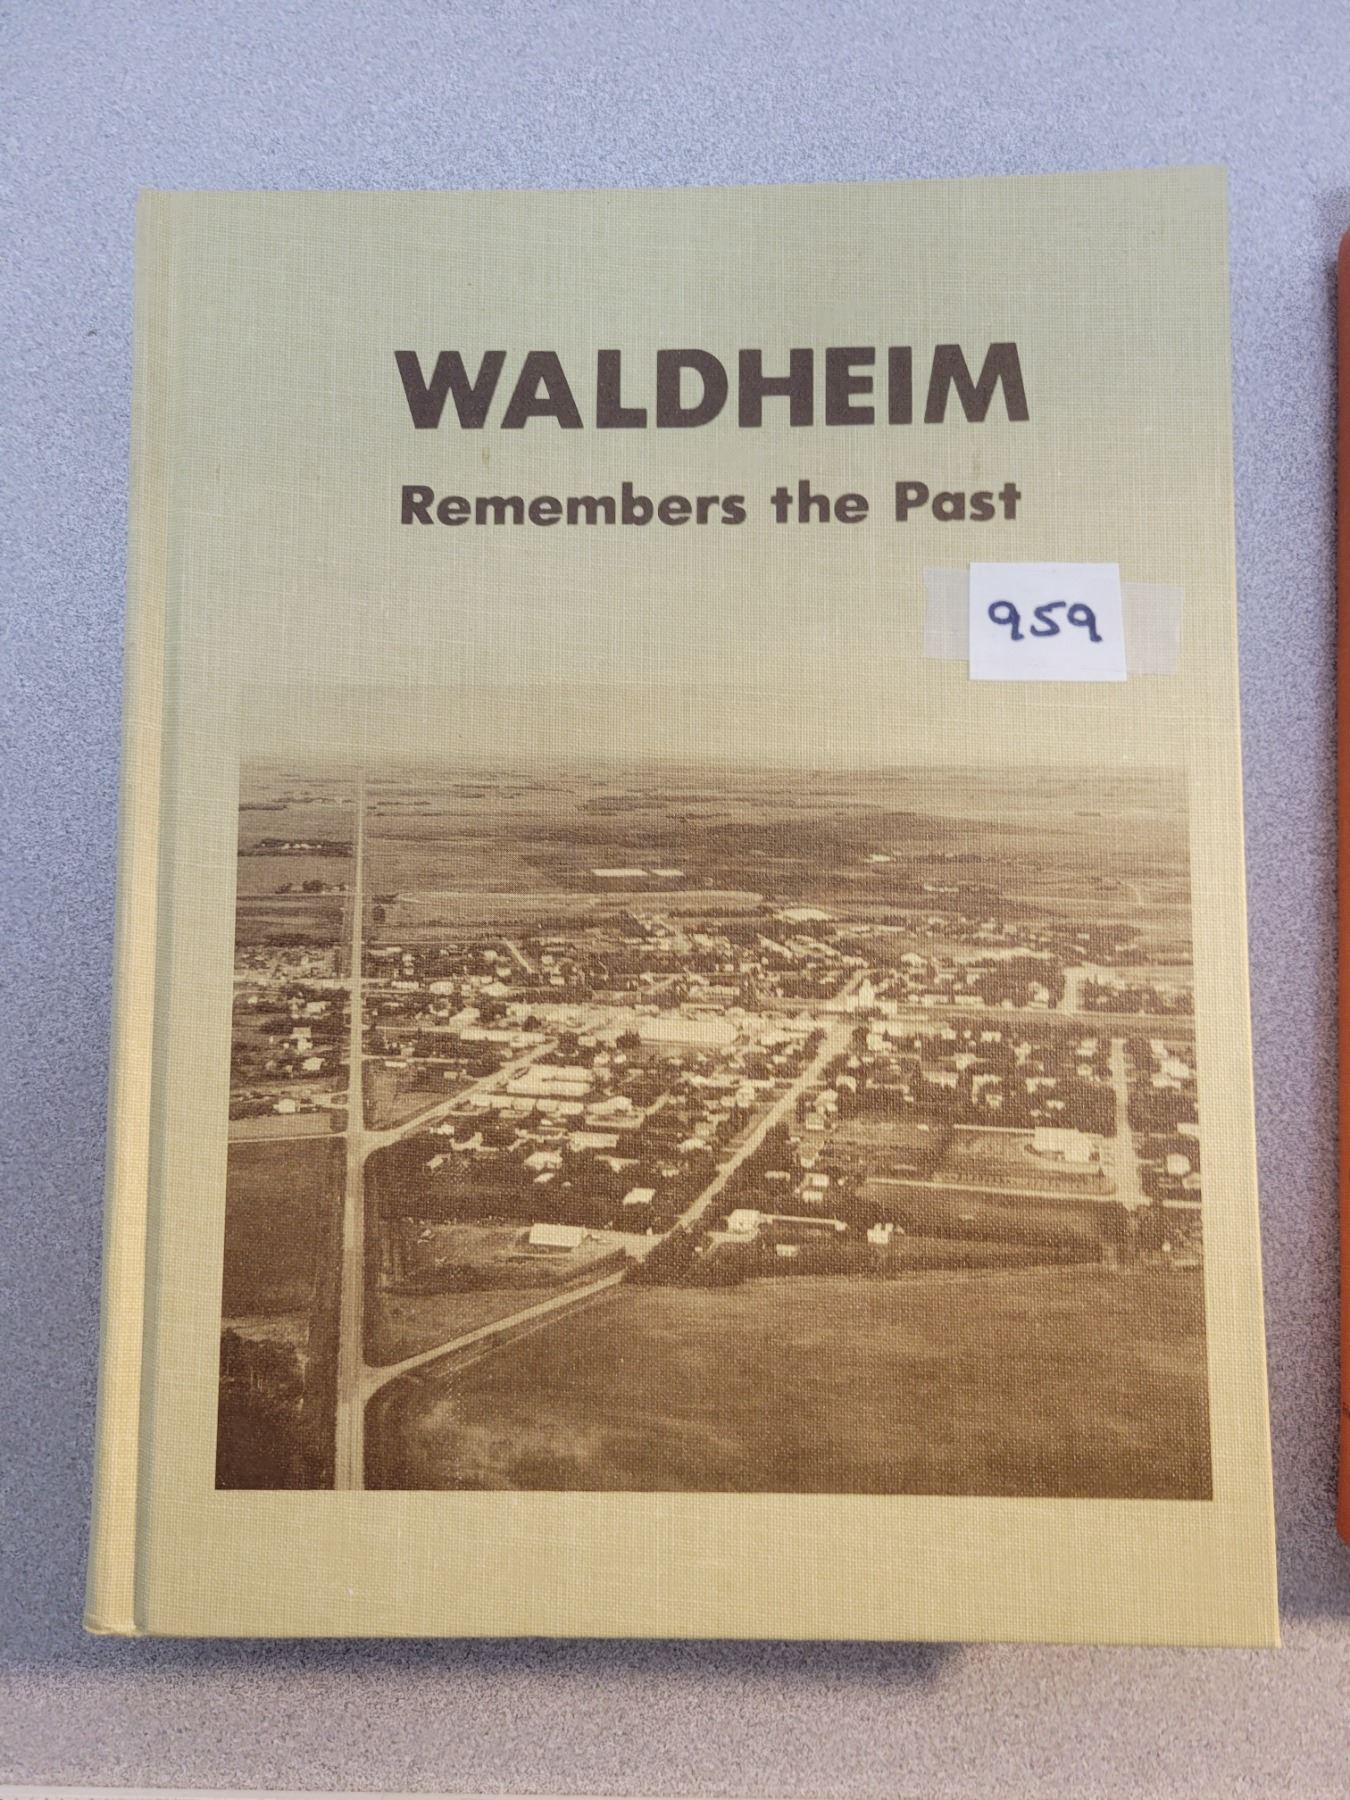 WALDHEIM
Remembers the Past
959